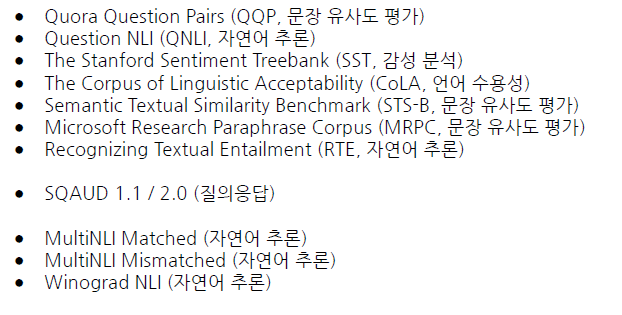 • Quora Question Pairs (QQP, 문장 유사도 평가)
• Question NLI (QNLI, 자연어 추론)
• The Stanford Sentiment Treebank (SST, 감성 분석)
• The Corpus of Linguistic Acceptability (CoLA, 언어 수용성)
• Semantic Textual Similarity Benchmark (STS-B, 문장 유사도 평가)
• Microsoft Research Paraphrase Corpus (MRPC, 문장 유사도 평가)
• Recognizing Textual Entailment (RTE, 자연어 추론)
• SQAUD 1.1 / 2.0 (질의응답)
• MultiNLI Matched (자연어 추론)
• MultiNLI Mismatched (자연어 추론)
• Winograd NLI (자연어 추론)